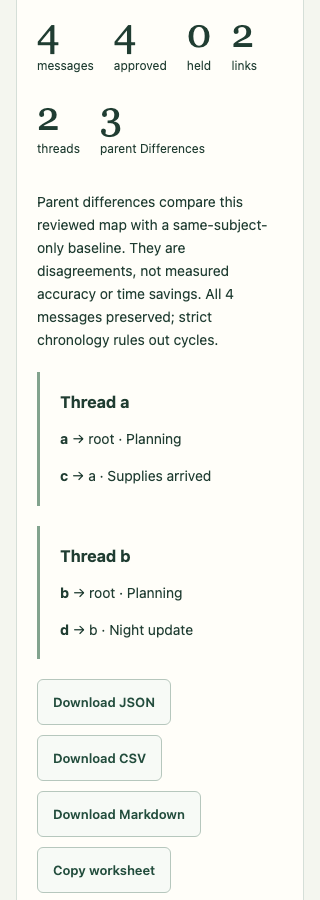 4 4 0 2
messages approved held links
2 3
threads parent Differences
Parent differences compare this
reviewed map with a same-subject-
only baseline. They are
disagreements, not measured
accuracy or time savings. All 4
messages preserved; strict
chronology rules out cycles.
Thread a
a → root · Planning
c → a · Supplies arrived
Thread b
b → root · Planning
d → b · Night update
Download JSON
Download CSV
Download Markdown
Copy worksheet